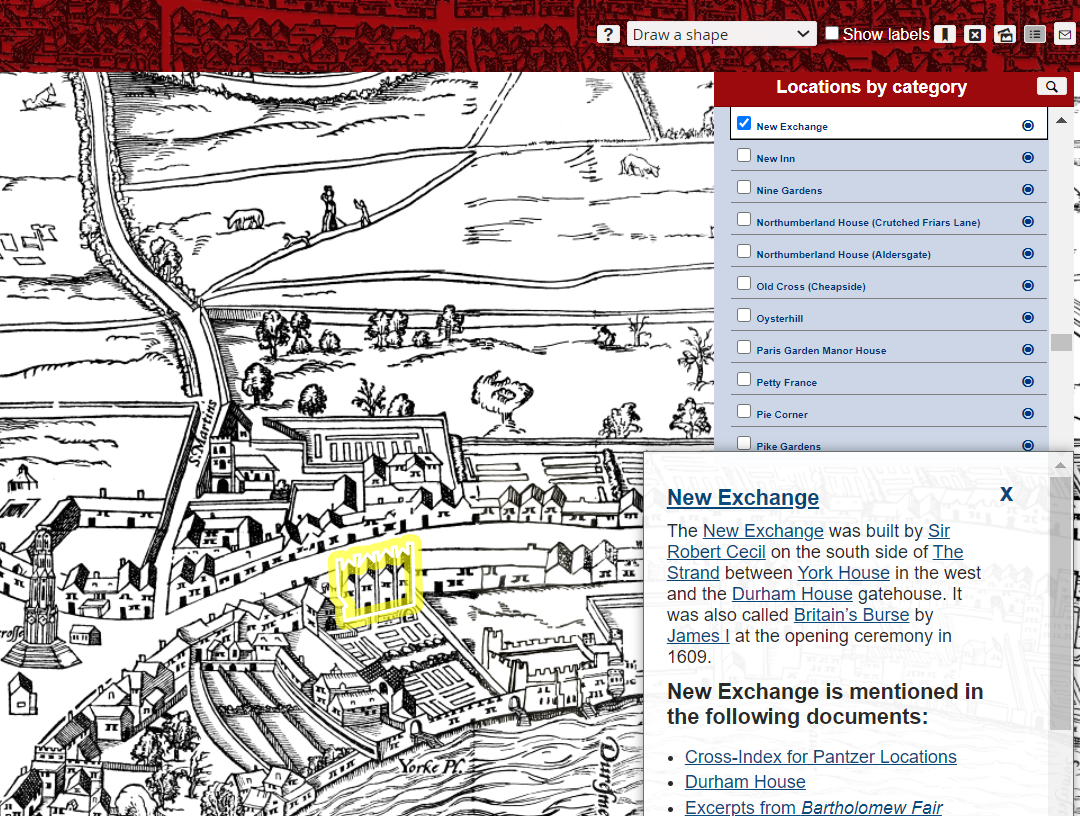 ?
Draw a shape
Show labels
Locations by category
New Exchange
New Inn
Nine Gardens
Northumberland House (Crutched Friars Lane)
Northumberland House (Aldersgate)
Old Cross (Cheapside)
Oysterhill
Paris Garden Manor House
Petty France
Pie Corner
Pike Gardens
S. Martins
Yorke Pl.
New Exchange
X
The New Exchange was built by Sir
Robert Cecil on the south side of The
Strand between York House in the west
and the Durham House gatehouse. It
was also called Britain’s Burse by
James I at the opening ceremony in
1609.
New Exchange is mentioned in
the following documents:
• Cross-Index for Pantzer Locations
• Durham House
• Excerpts from Bartholomew Fair